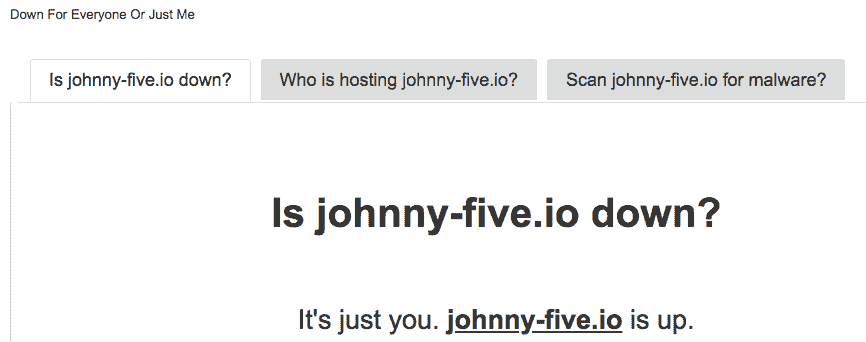 Down For Everyone Or Just Me
Is johnny-five.io down?
Who is hosting johnny-five.io?
Scan johnny-five.io for malware?
Is johnny-five.io down?
It's just you. johnny-five.io is up.